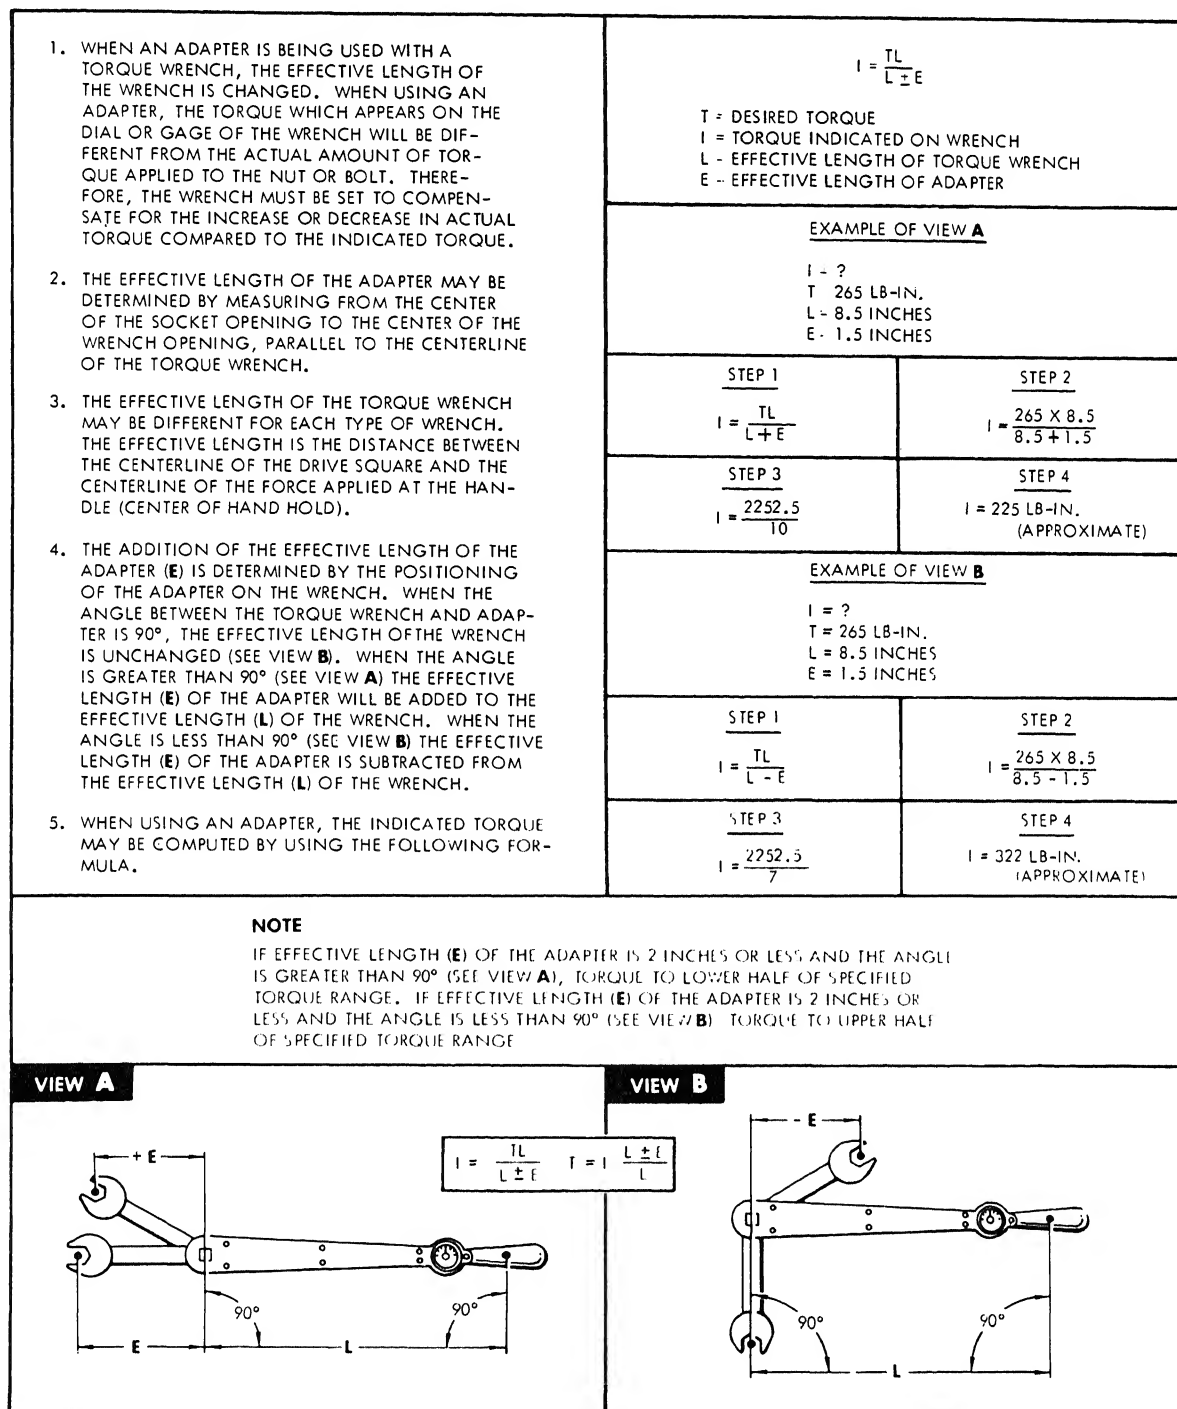 1. WHEN AN ADAPTER IS BEING USED WITH A
TORQUE WRENCH, THE EFFECTIVE LENGTH OF
THE WRENCH IS CHANGED. WHEN USING AN
ADAPTER, THE TORQUE WHICH APPEARS ON THE
DIAL OR GAGE OF THE WRENCH WILL BE DIF-
FERENT FROM THE ACTUAL AMOUNT OF TOR-
QUE APPLIED TO THE NUT OR BOLT. THERE-
FORE, THE WRENCH MUST BE SET TO COMPEN-
SATE FOR THE INCREASE OR DECREASE IN ACTUAL
TORQUE COMPARED TO THE INDICATED TORQUE.
2. THE EFFECTIVE LENGTH OF THE ADAPTER MAY BE
DETERMINED BY MEASURING FROM THE CENTER
OF THE SOCKET OPENING TO THE CENTER OF THE
WRENCH OPENING, PARALLEL TO THE CENTERLINE
OF THE TORQUE WRENCH.
3. THE EFFECTIVE LENGTH OF THE TORQUE WRENCH
MAY BE DIFFERENT FOR EACH TYPE OF WRENCH.
THE EFFECTIVE LENGTH IS THE DISTANCE BETWEEN
THE CENTERLINE OF THE DRIVE SQUARE AND THE
CENTERLINE OF THE FORCE APPLIED AT THE HAN-
DLE (CENTER OF HAND HOLD).
4. THE ADDITION OF THE EFFECTIVE LENGTH OF THE
ADAPTER (E) IS DETERMINED BY THE POSITIONING
OF THE ADAPTER ON THE WRENCH. WHEN THE
ANGLE BETWEEN THE TORQUE WRENCH AND ADAP-
TER IS 90°, THE EFFECTIVE LENGTH OFTHE WRENCH
IS UNCHANGED (SEE VIEW B). WHEN THE ANGLE
IS GREATER THAN 90° (SEE VIEW A) THE EFFECTIVE
LENGTH (E) OF THE ADAPTER WILL BE ADDED TO THE
EFFECTIVE LENGTH (L) OF THE WRENCH. WHEN THE
ANGLE IS LESS THAN 90° (SEE VIEW B) THE EFFECTIVE
LENGTH (E) OF THE ADAPTER IS SUBTRACTED FROM
THE EFFECTIVE LENGTH (L) OF THE WRENCH.
5. WHEN USING AN ADAPTER, THE INDICATED TORQUE
MAY BE COMPUTED BY USING THE FOLLOWING FOR-
MULA.
I = TL
L ± E
T = DESIRED TORQUE
I = TORQUE INDICATED ON WRENCH
L - EFFECTIVE LENGTH OF TORQUE WRENCH
E - EFFECTIVE LENGTH OF ADAPTER
EXAMPLE OF VIEW A
I - ?
T 265 LB-IN.
L - 8.5 INCHES
E - 1.5 INCHES
STEP 1
I = TL
L + E
STEP 2
I = 265 X 8.5
8.5 + 1.5
STEP 3
I = 2252.5
10
STEP 4
I = 225 LB-IN.
(APPROXIMATE)
EXAMPLE OF VIEW B
I = ?
T = 265 LB-IN.
L = 8.5 INCHES
E = 1.5 INCHES
STEP 1
I = TL
L - E
STEP 2
I = 265 X 8.5
8.5 - 1.5
STEP 3
I = 2252.5
7
STEP 4
I = 322 LB-IN.
(APPROXIMATE)
NOTE
IF EFFECTIVE LENGTH (E) OF THE ADAPTER IS 2 INCHES OR LESS AND THE ANGLE
IS GREATER THAN 90° (SEE VIEW A), TORQUE TO LOWER HALF OF SPECIFIED
TORQUE RANGE. IF EFFECTIVE LENGTH (E) OF THE ADAPTER IS 2 INCHES OR
LESS AND THE ANGLE IS LESS THAN 90° (SEE VIEW B) TORQUE TO UPPER HALF
OF SPECIFIED TORQUE RANGE
VIEW A
+ E
I = TL
L ± E
T = I L ± E
L
90°
90°
E
L
VIEW B
- E
90°
90°
L